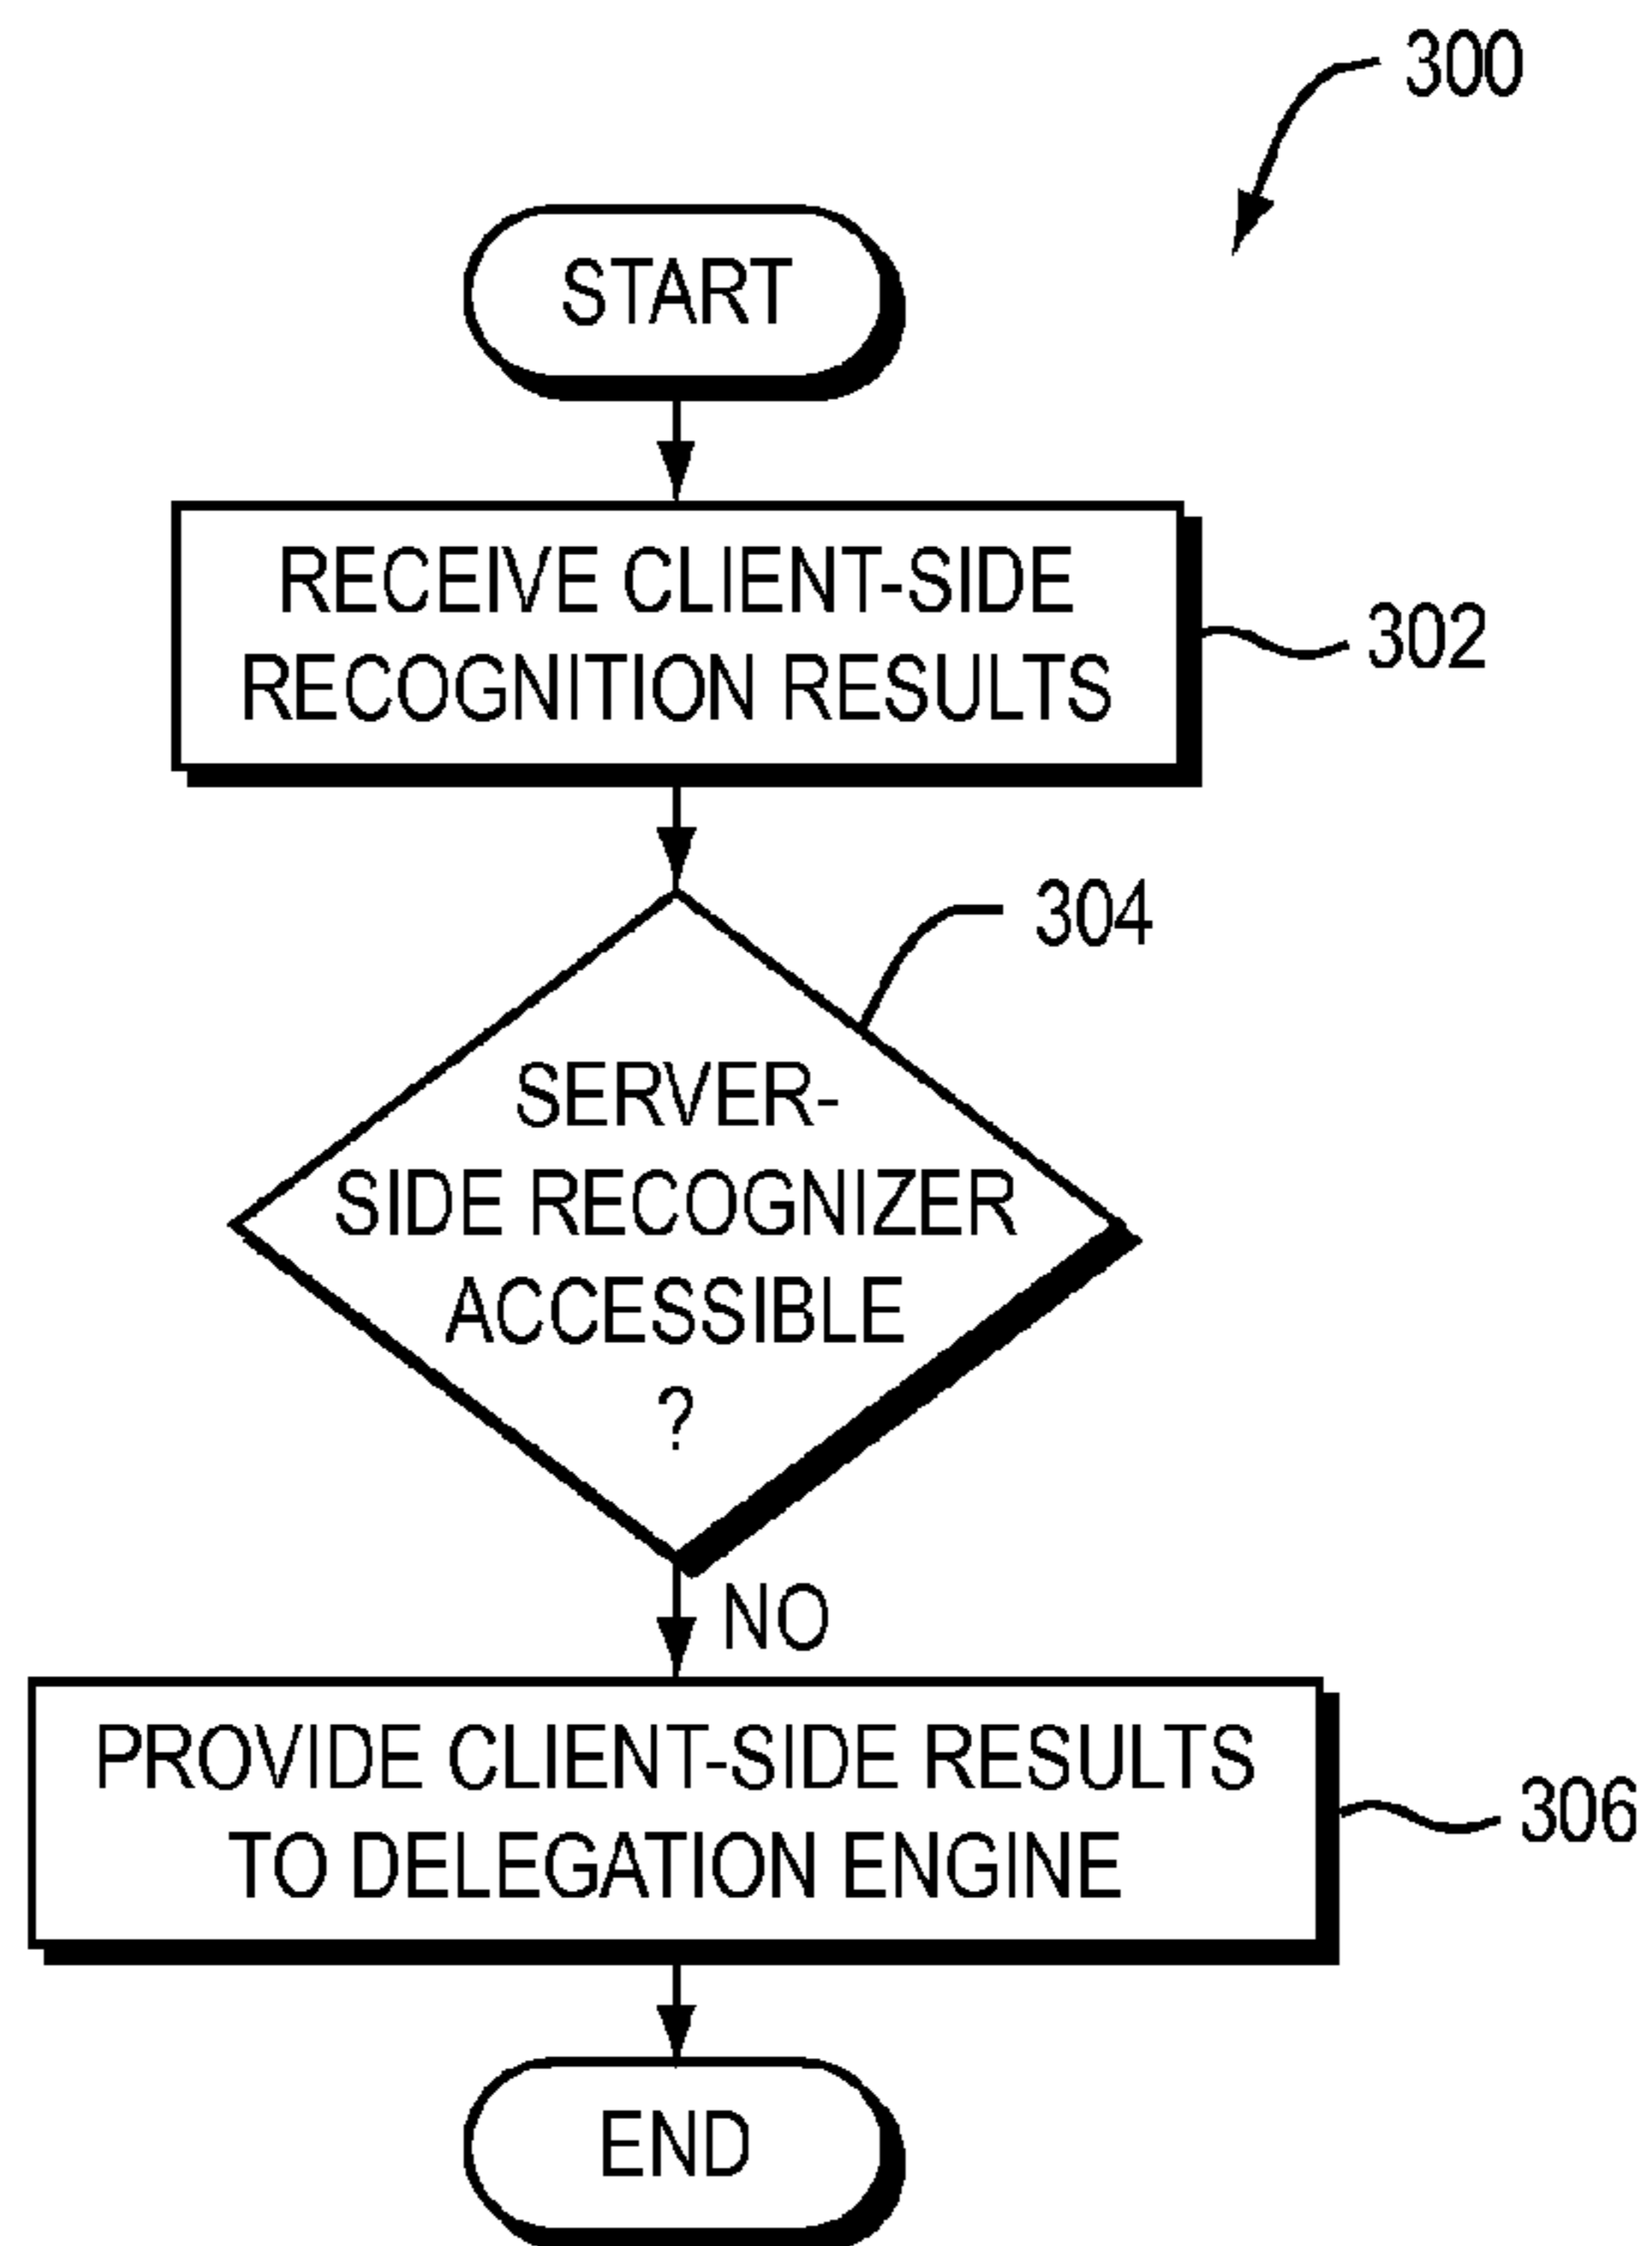 300
START
RECEIVE CLIENT-SIDE
RECOGNITION RESULTS
302
304
SERVER-
SIDE RECOGNIZER
ACCESSIBLE
?
NO
PROVIDE CLIENT-SIDE RESULTS
TO DELEGATION ENGINE
306
END